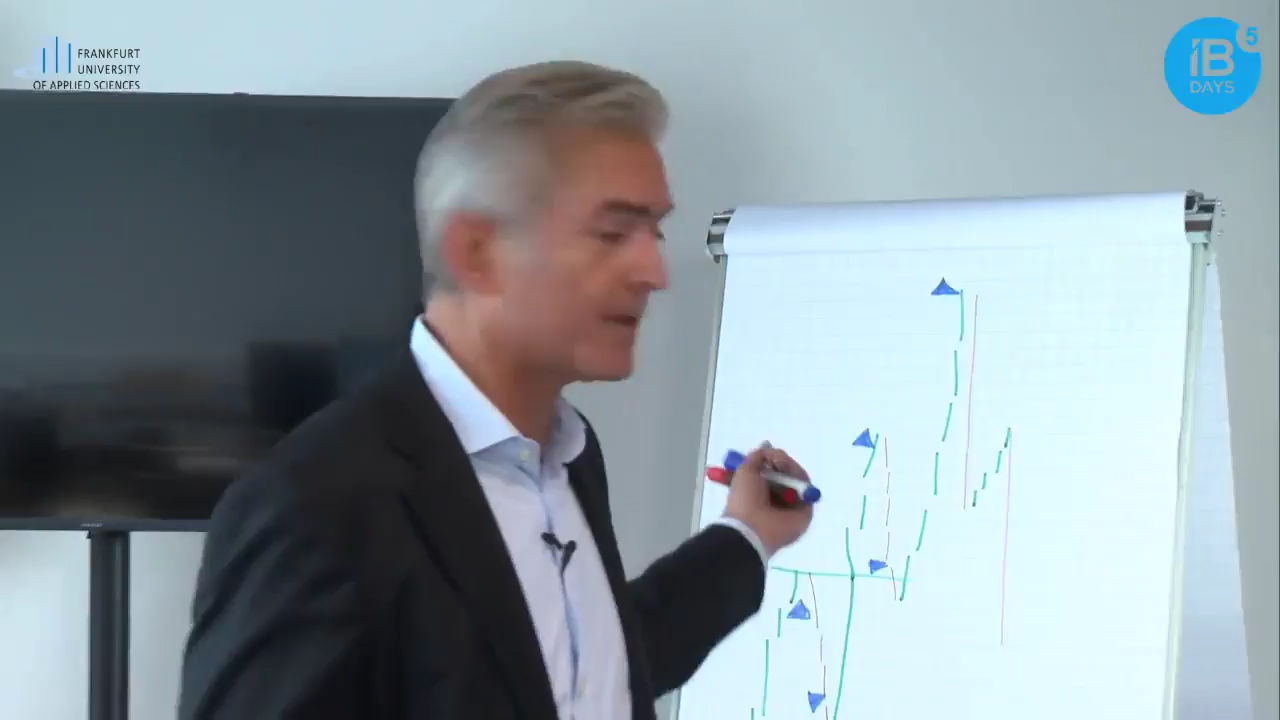 FRANKFURT
UNIVERSITY
OF APPLIED SCIENCES
iB 5
DAYS